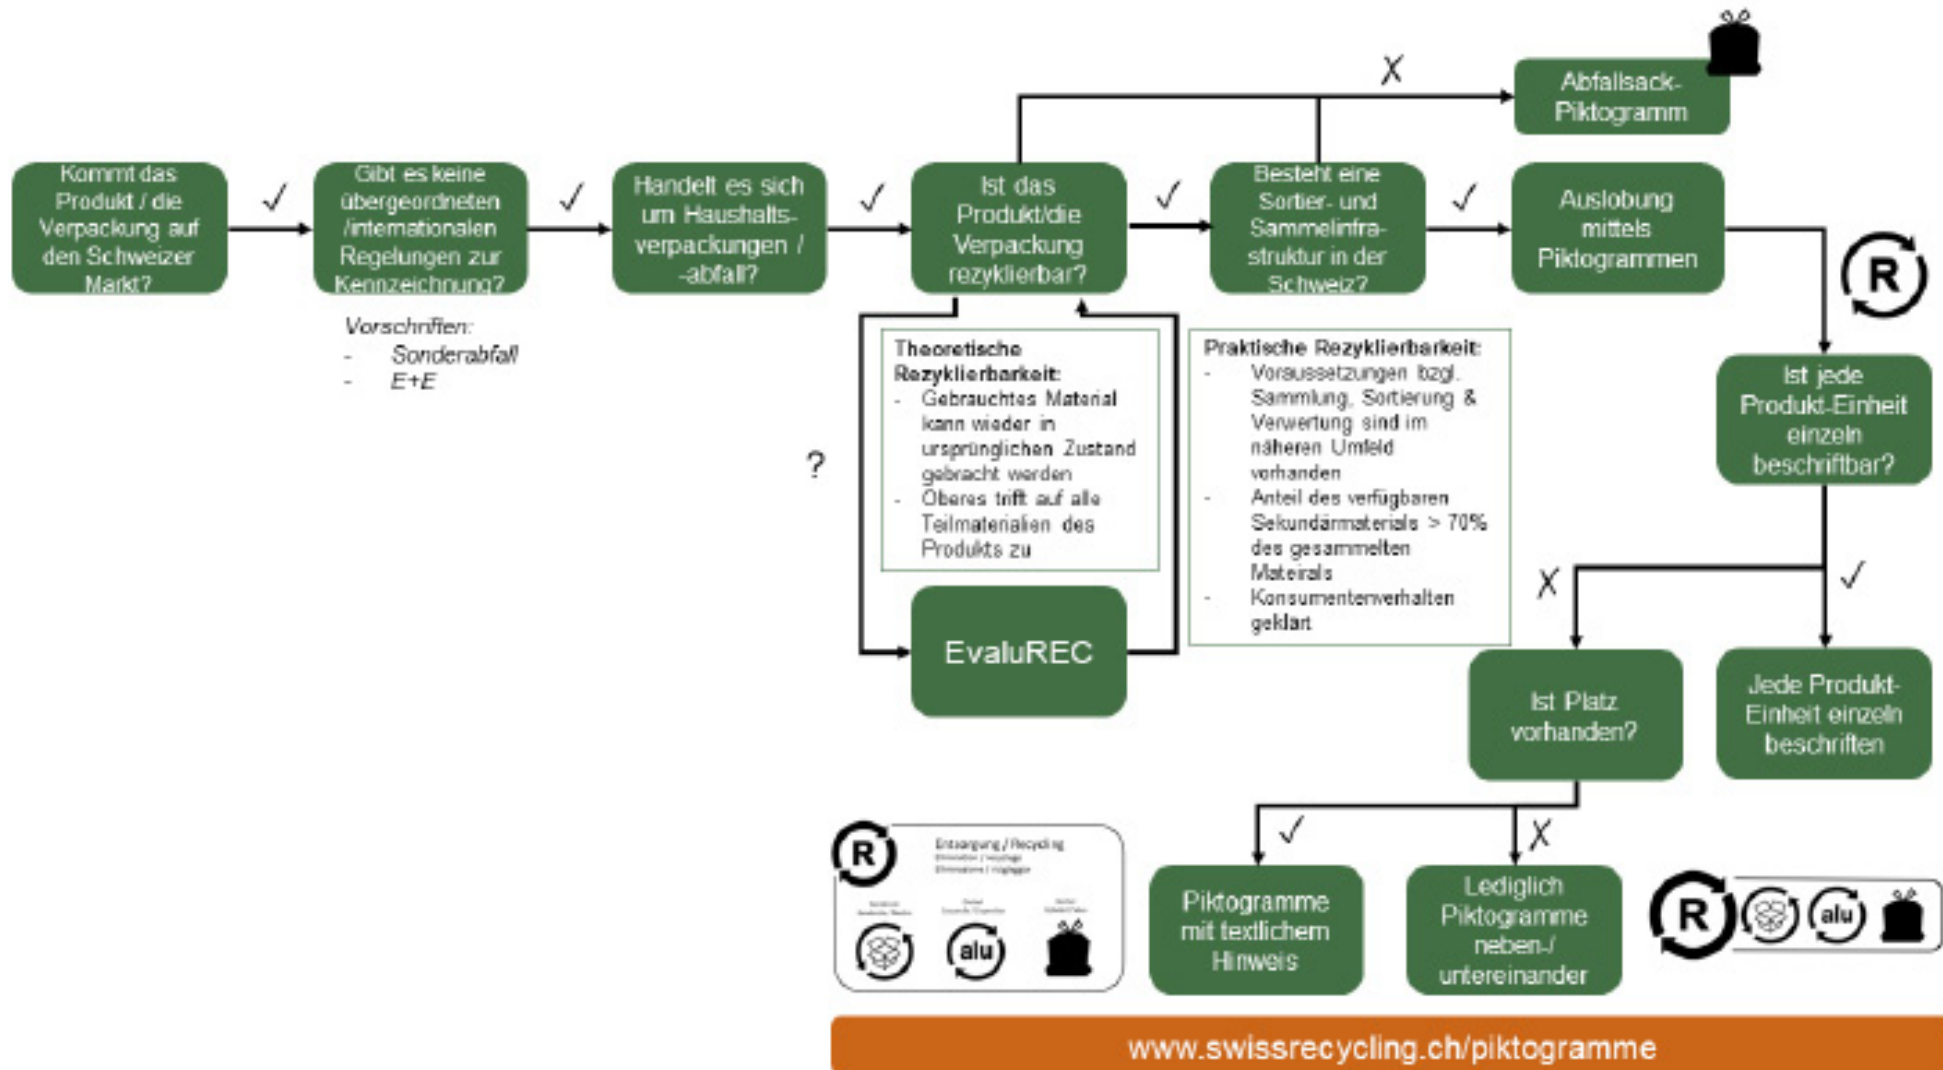 Abfallsack-
Piktogramm
Kommt das
Produkt / die
Verpackung auf
den Schweizer
Markt?
Gibt es keine
übergeordneten
/internationalen
Regelungen zur
Kennzeichnung?
Handelt es sich
um Haushalts-
verpackungen /
-abfall?
Ist das
Produkt/die
Verpackung
rezyklierbar?
Besteht eine
Sortier- und
Sammelinfra-
struktur in der
Schweiz?
Auslobung
mittels
Piktogrammen
R
Vorschriften:
- Sonderabfall
- E+E
Theoretische
Rezyklierbarkeit:
- Gebrauchtes Material
kann wieder in
ursprünglichen Zustand
gebracht werden
- Oberes trifft auf alle
Teilmaterialien des
Produkts zu
Praktische Rezyklierbarkeit:
- Voraussetzungen bzgl.
Sammlung, Sortierung &
Verwertung sind im
näheren Umfeld
vorhanden
- Anteil des verfügbaren
Sekundärmaterials > 70%
des gesammelten
Mateirals
- Konsumentenverhalten
geklärt
Ist jede
Produkt-Einheit
einzeln
beschriftbar?
?
EvaluREC
Ist Platz
vorhanden?
Jede Produkt-
Einheit einzeln
beschriften
R
Entsorgung / Recycling
alu
Piktogramme
mit textlichem
Hinweis
Lediglich
Piktogramme
neben-/
untereinander
R
alu
www.swissrecycling.ch/piktogramme